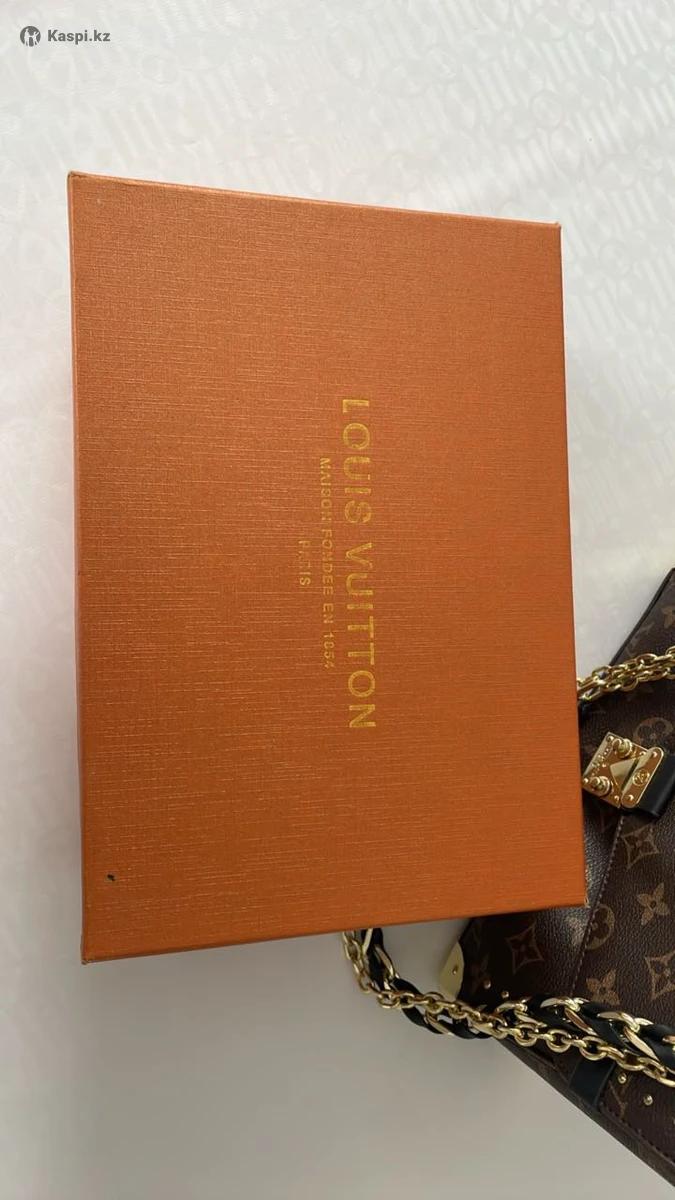 Kaspi.kz
LOUIS VUITTON
MAISON FONDEE EN 1854
PARIS